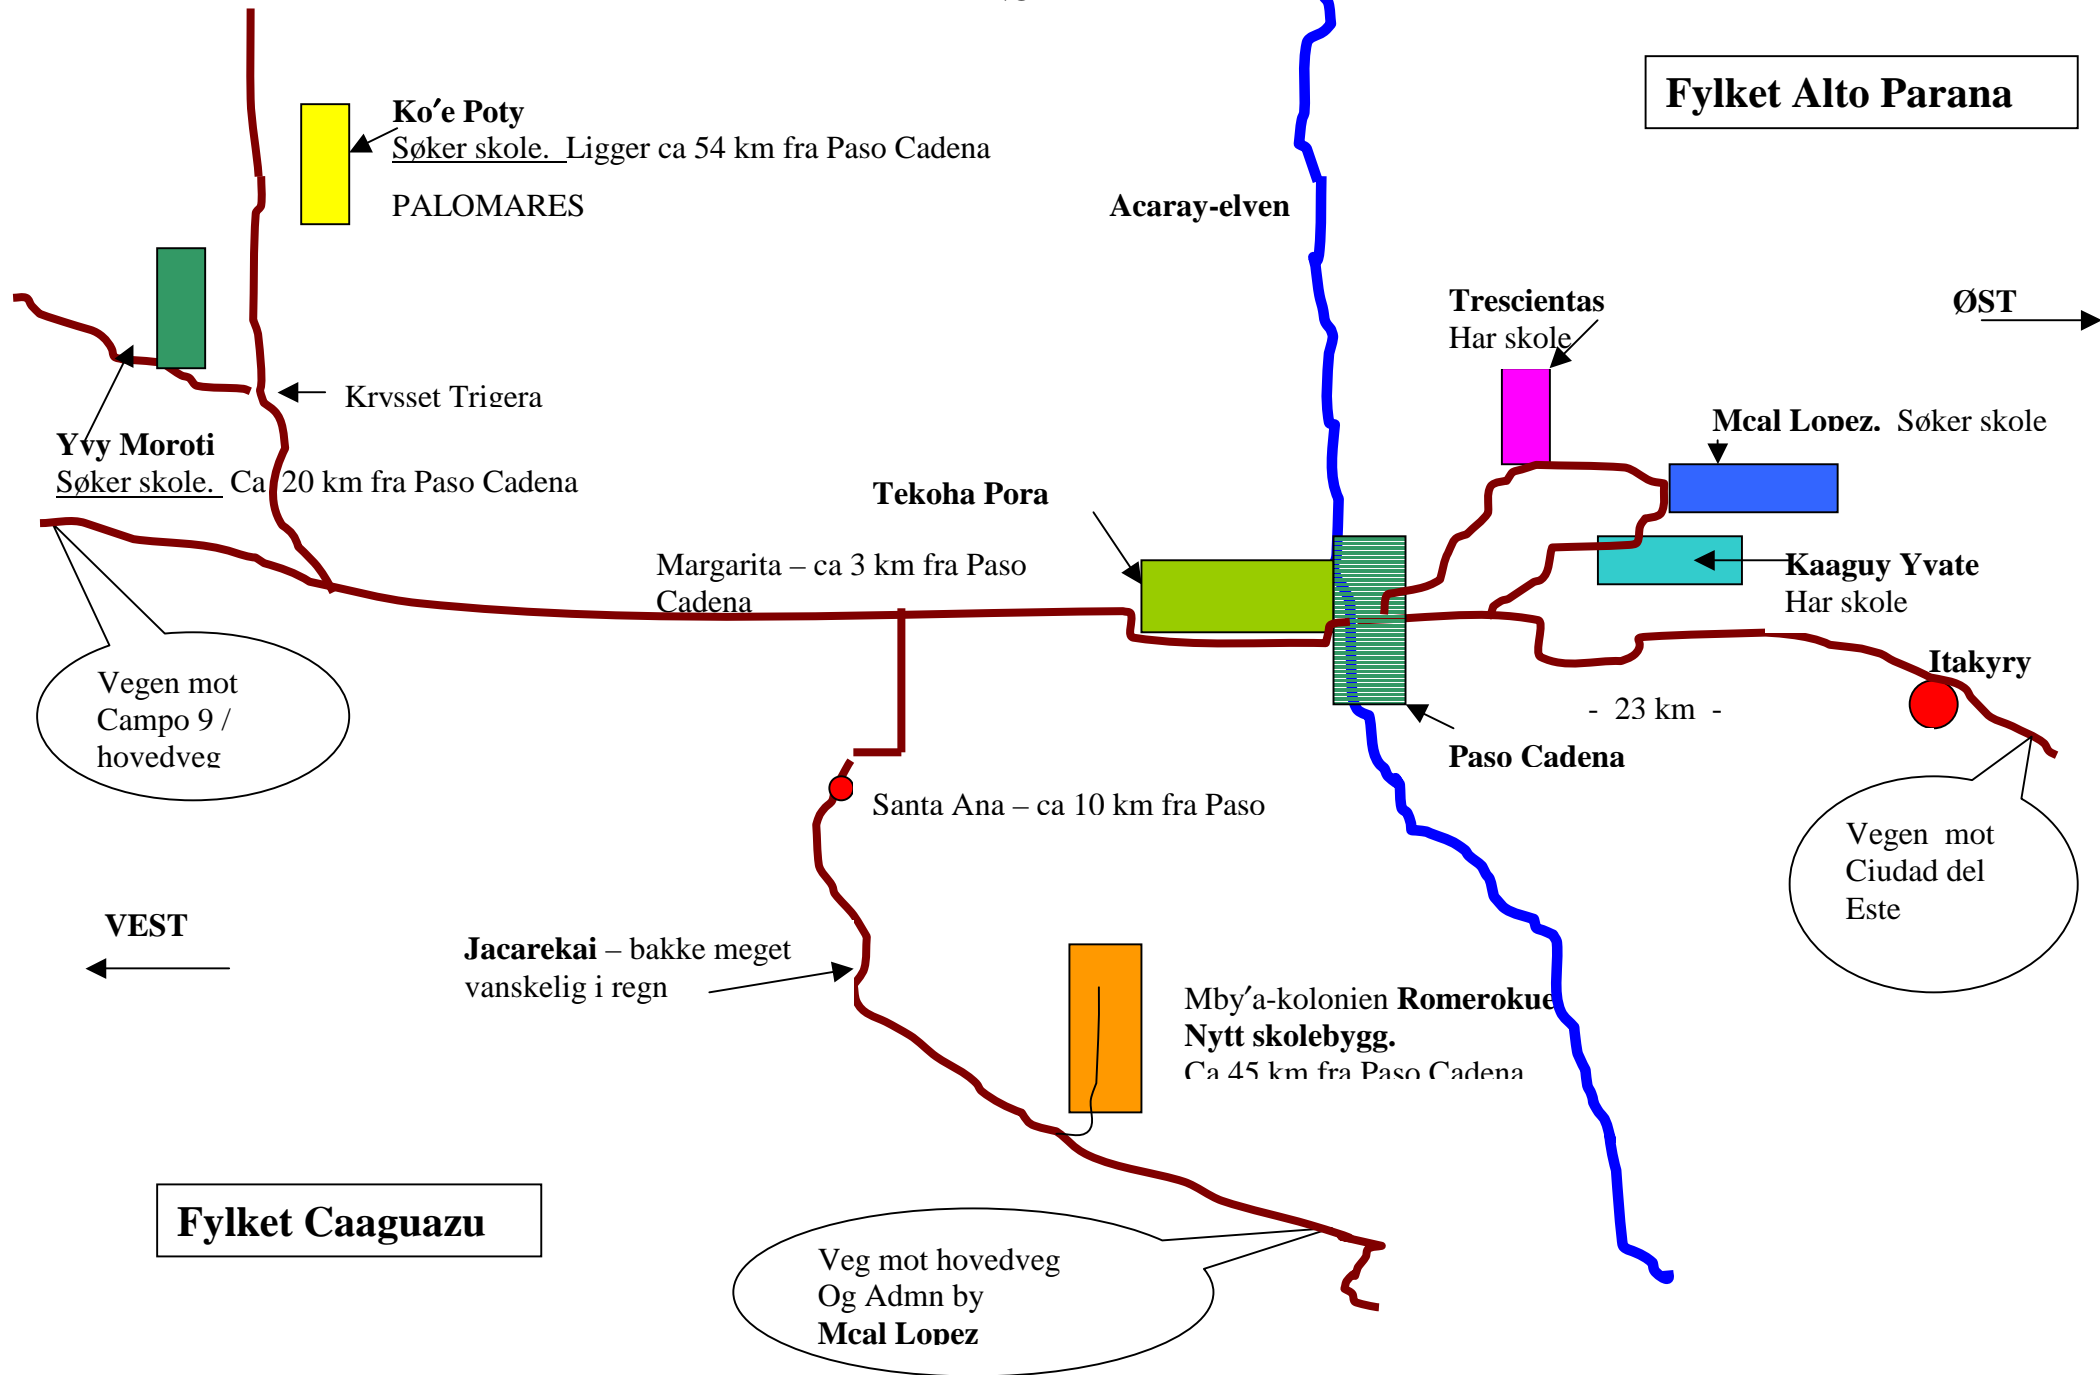 Fylket Alto Parana
Ko′e Poty
Søker skole. Ligger ca 54 km fra Paso Cadena
PALOMARES
Acaray-elven
Trescientas
Har skole
ØST
Krysset Trigera
Mcal Lopez. Søker skole
Yvy Moroti
Søker skole. Ca 20 km fra Paso Cadena
Tekoha Pora
Margarita – ca 3 km fra Paso
Cadena
Kaaguy Yvate
Har skole
Itakyry
Vegen mot
Campo 9 /
hovedveg
- 23 km -
Paso Cadena
Santa Ana – ca 10 km fra Paso
Vegen mot
Ciudad del
Este
VEST
Jacarekai – bakke meget
vanskelig i regn
Mby′a-kolonien Romerokue
Nytt skolebygg.
Ca 45 km fra Paso Cadena
Fylket Caaguazu
Veg mot hovedveg
Og Admn by
Mcal Lopez